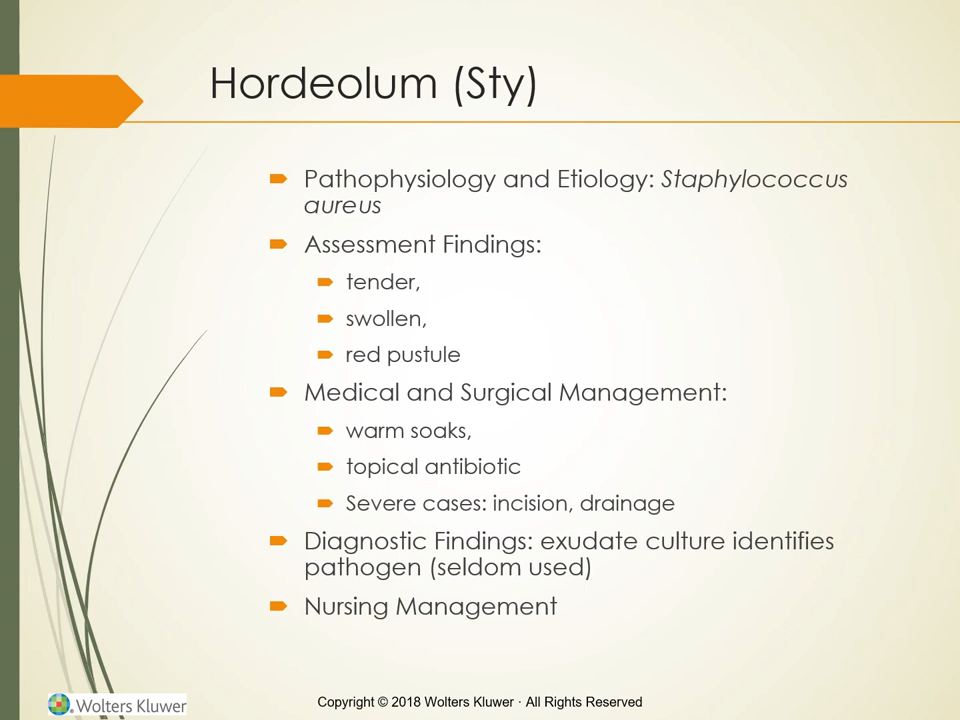 Hordeolum (Sty)
Pathophysiology and Etiology: Staphylococcus
aureus
Assessment Findings:
tender,
swollen,
red pustule
Medical and Surgical Management:
warm soaks,
topical antibiotic
Severe cases: incision, drainage
Diagnostic Findings: exudate culture identifies
pathogen (seldom used)
Nursing Management
Wolters Kluwer
Copyright © 2018 Wolters Kluwer · All Rights Reserved